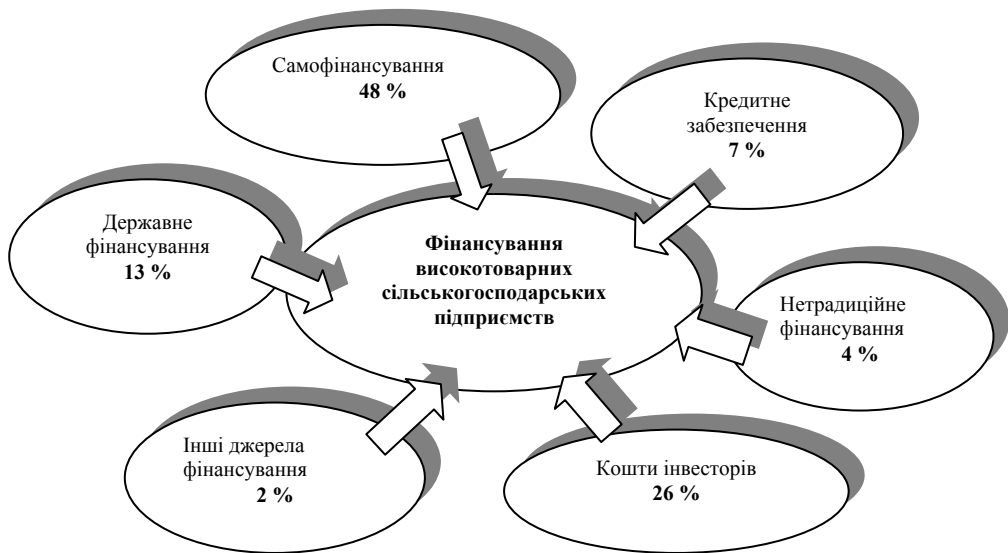 Самофінансування
48 %
Кредитне
забезпечення
7 %
Державне
фінансування
13 %
Фінансування
високотоварних
сільськогосподарських
підприємств
Нетрадиційне
фінансування
4 %
Інші джерела
фінансування
2 %
Кошти інвесторів
26 %